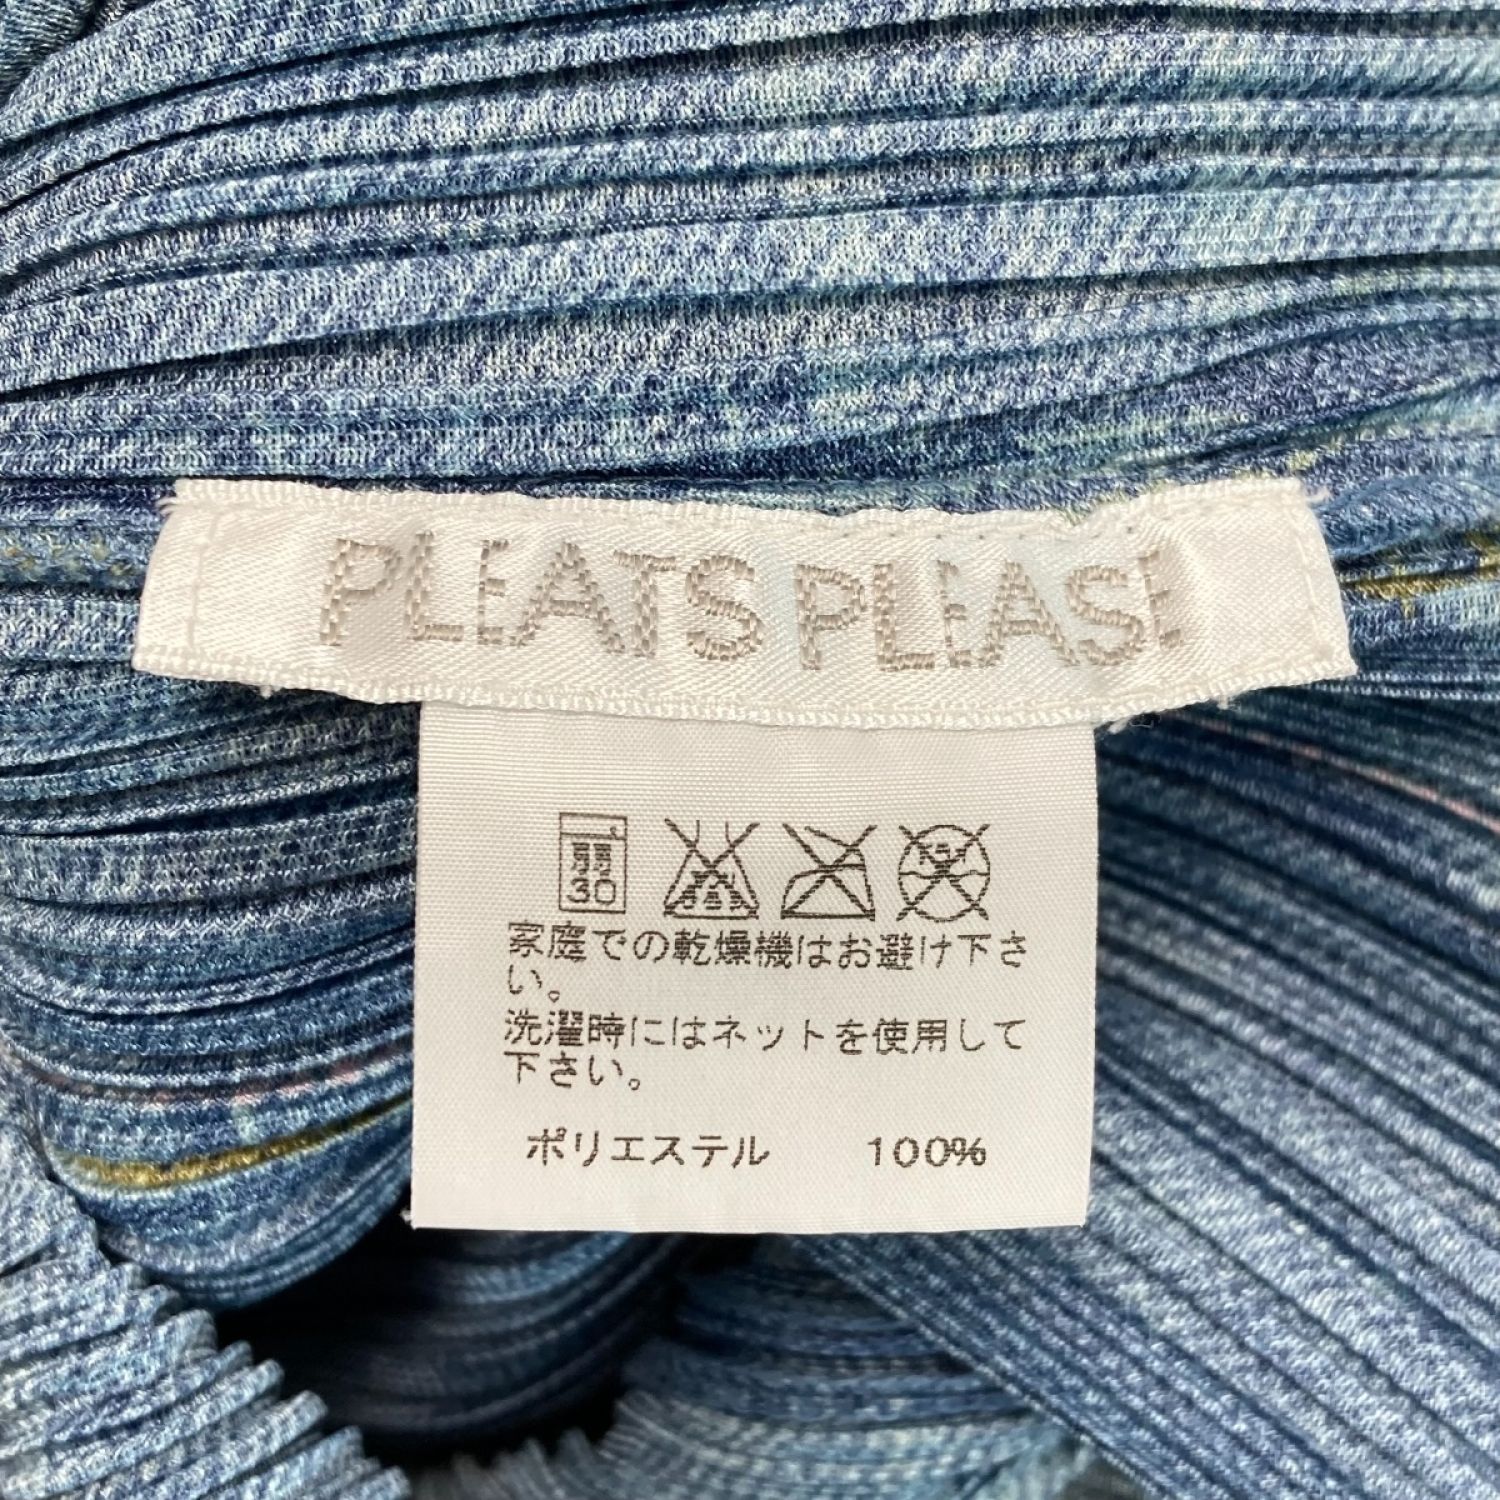 PLEATS PLEASE
30
家庭での乾燥機はお避け下さ
い。
洗濯時にはネットを使用して
下さい。
ポリエステル 100%